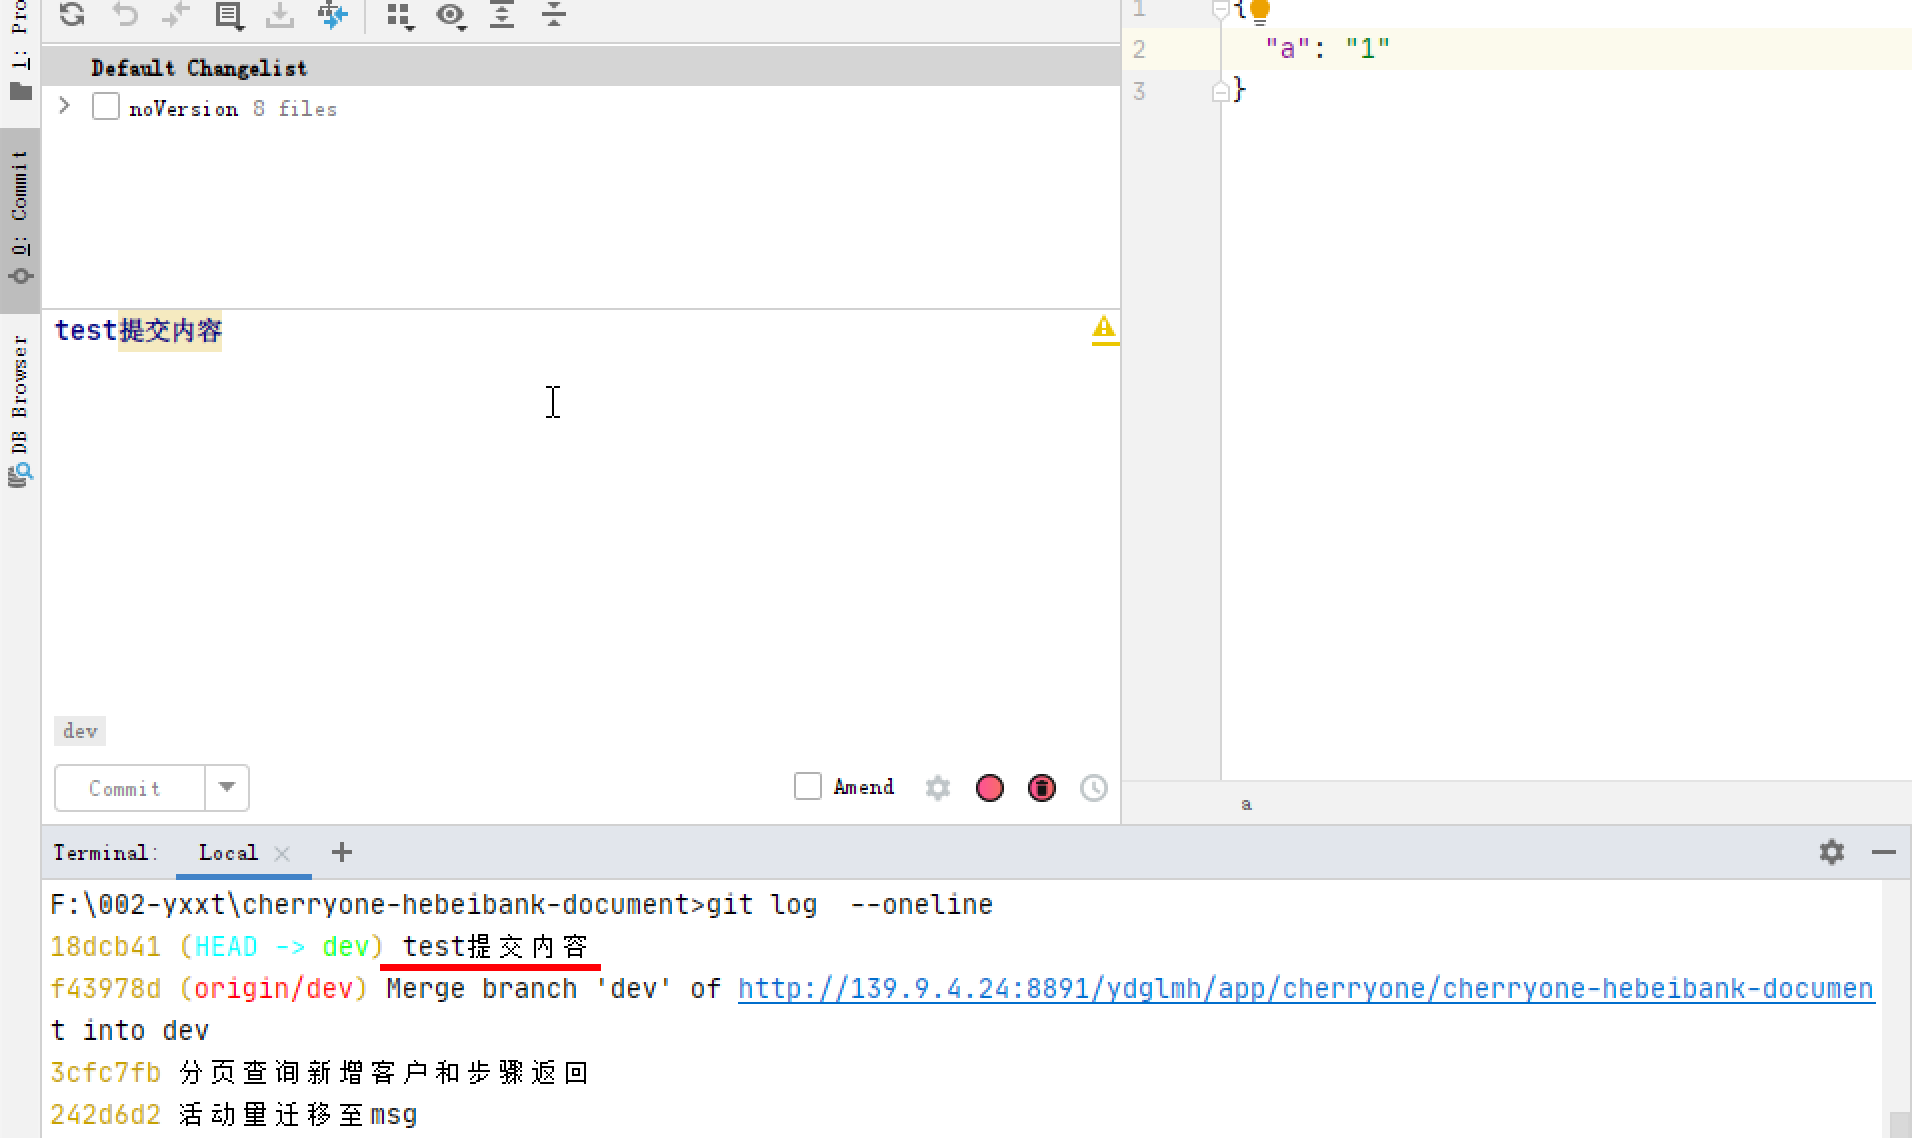 1: Pro
0: Commit
DB Browser
Default Changelist
noVersion 8 files
test提交内容
dev
Commit
Amend
1 {
2 "a": "1"
3 }
a
Terminal: Local
F:\002-yxxt\cherryone-hebeibank-document>git log  --oneline
18dcb41 (HEAD -> dev) test提交内容
f43978d (origin/dev) Merge branch 'dev' of http://139.9.4.24:8891/ydglmh/app/cherryone/cherryone-hebeibank-documen
t into dev
3cfc7fb 分页查询新增客户和步骤返回
242d6d2 活动量迁移至msg